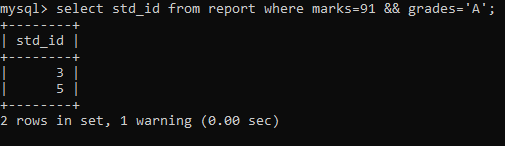 mysql> select std_id from report where marks=91 && grades='A';
+--------+
| std_id |
+--------+
|      3 |
|      5 |
+--------+
2 rows in set, 1 warning (0.00 sec)